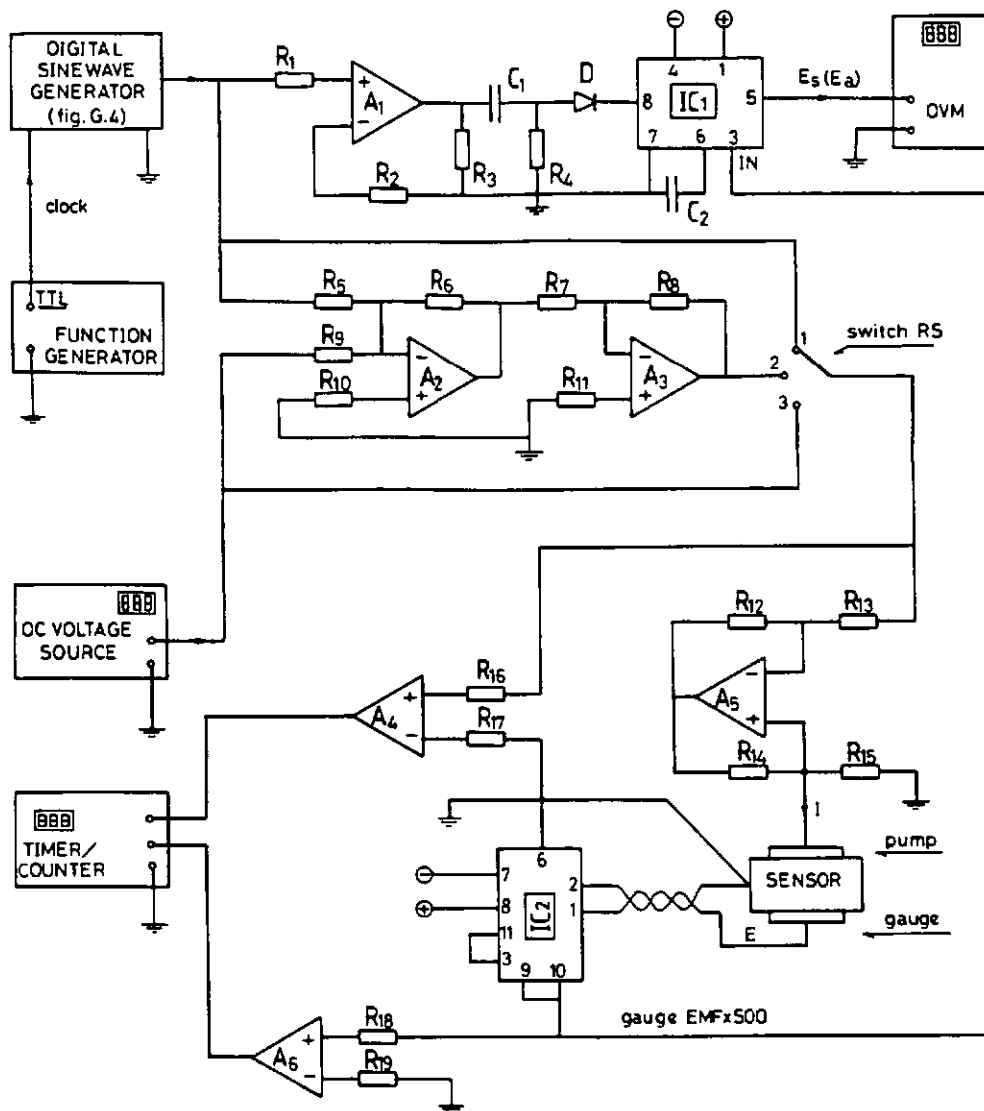 DIGITAL
SINEWAVE
GENERATOR
(fig. G.4)
clock
TTL
FUNCTION
GENERATOR
R1
A1
+
−
C1
D
R2
R3
R4
⊖
⊕
4
1
8
IC1
5
7
6
3
IN
C2
Es(Ea)
888
DVM
R5
R6
R7
R8
R9
R10
A2
−
+
R11
A3
−
+
1
2
3
switch RS
888
DC VOLTAGE
SOURCE
R12
R13
A5
−
+
R14
R15
I
R16
R17
A4
+
−
888
TIMER/
COUNTER
pump
SENSOR
gauge
E
⊖
⊕
6
7
8
11
3
IC2
2
1
9
10
gauge EMFx500
R18
R19
A6
+
−